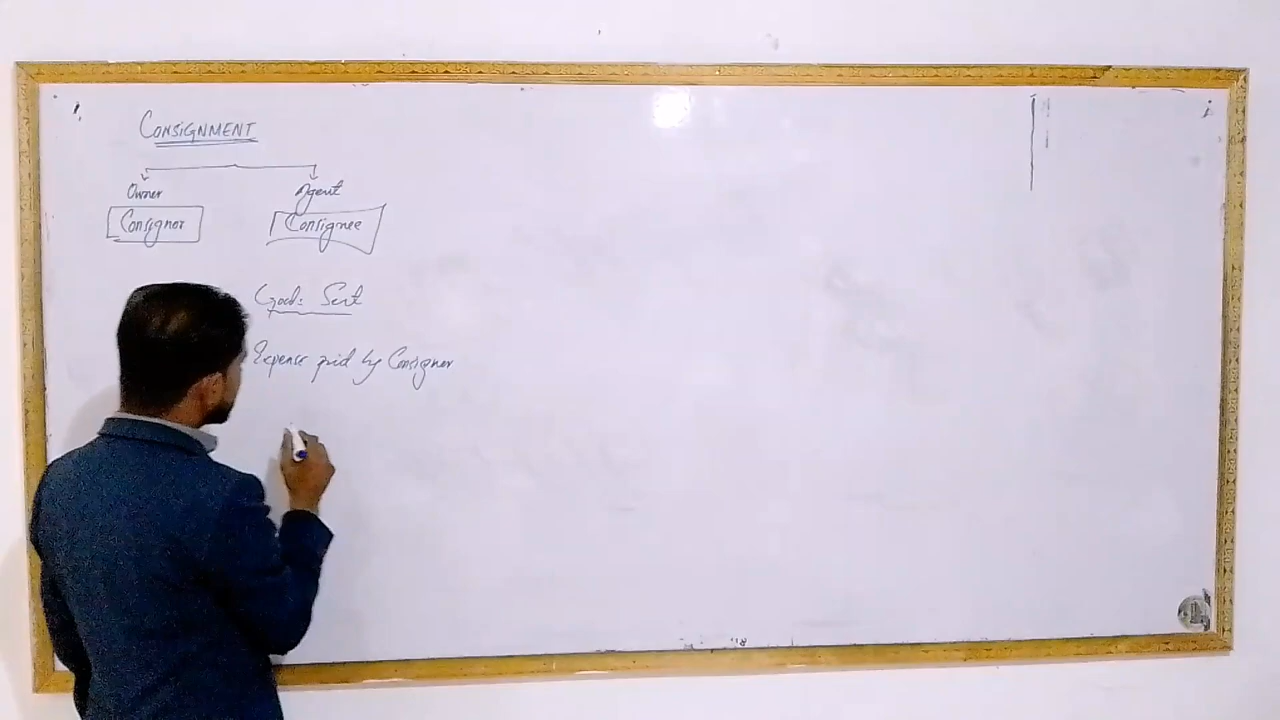 CONSIGNMENT
Owner Agent
Consignor Consignee
Goods Sent
Expense paid by Consignor